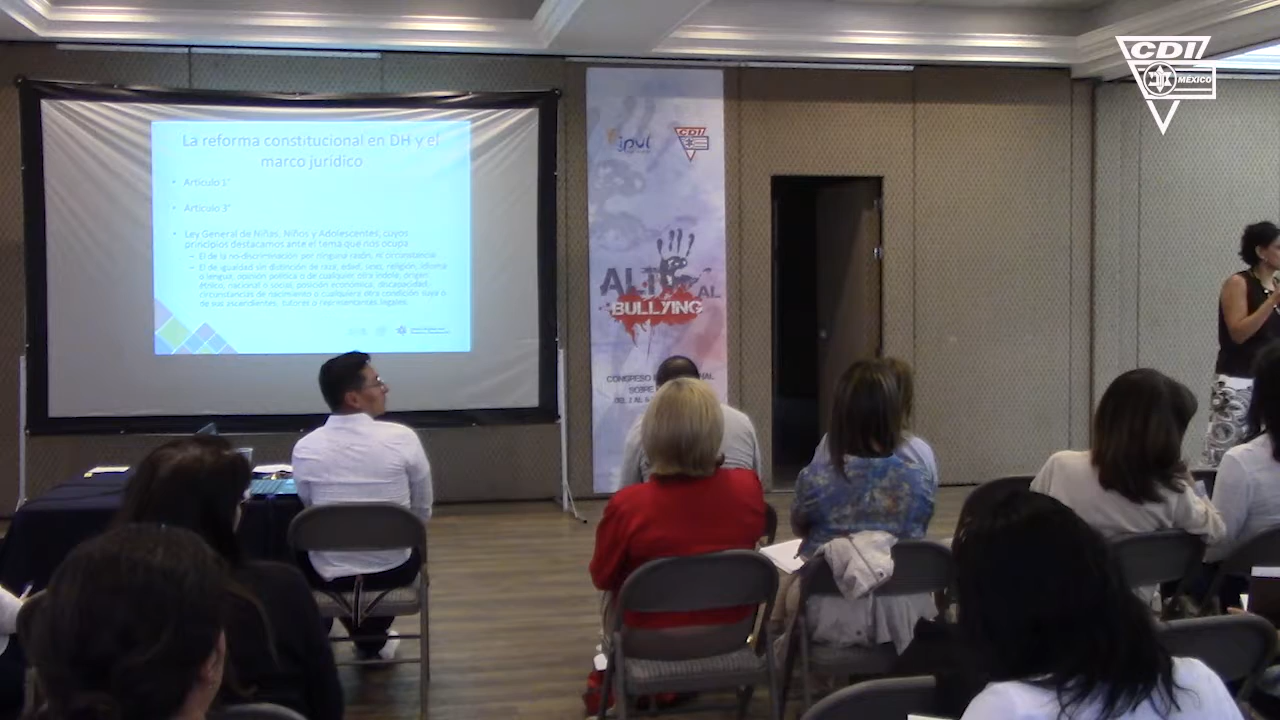 CDI
MÉXICO
La reforma constitucional en DH y el
marco jurídico
• Artículo 1°
• Artículo 3°
• Ley General de Niñas, Niños y Adolescentes, cuyos
principios destacamos ante el tema que nos ocupa
– El de la no-discriminación por ninguna razón, ni circunstancia
– El de igualdad sin distinción de raza, edad, sexo, religión, idioma
o lengua, opinión política o de cualquier otra índole, origen
étnico, nacional o social, posición económica, discapacidad,
circunstancias de nacimiento o cualquiera otra condición suya o
de sus ascendientes, tutores o representantes legales.
ipvl
CDI
ALTO
AL
BULLYING
CONGRESO
SOBRE